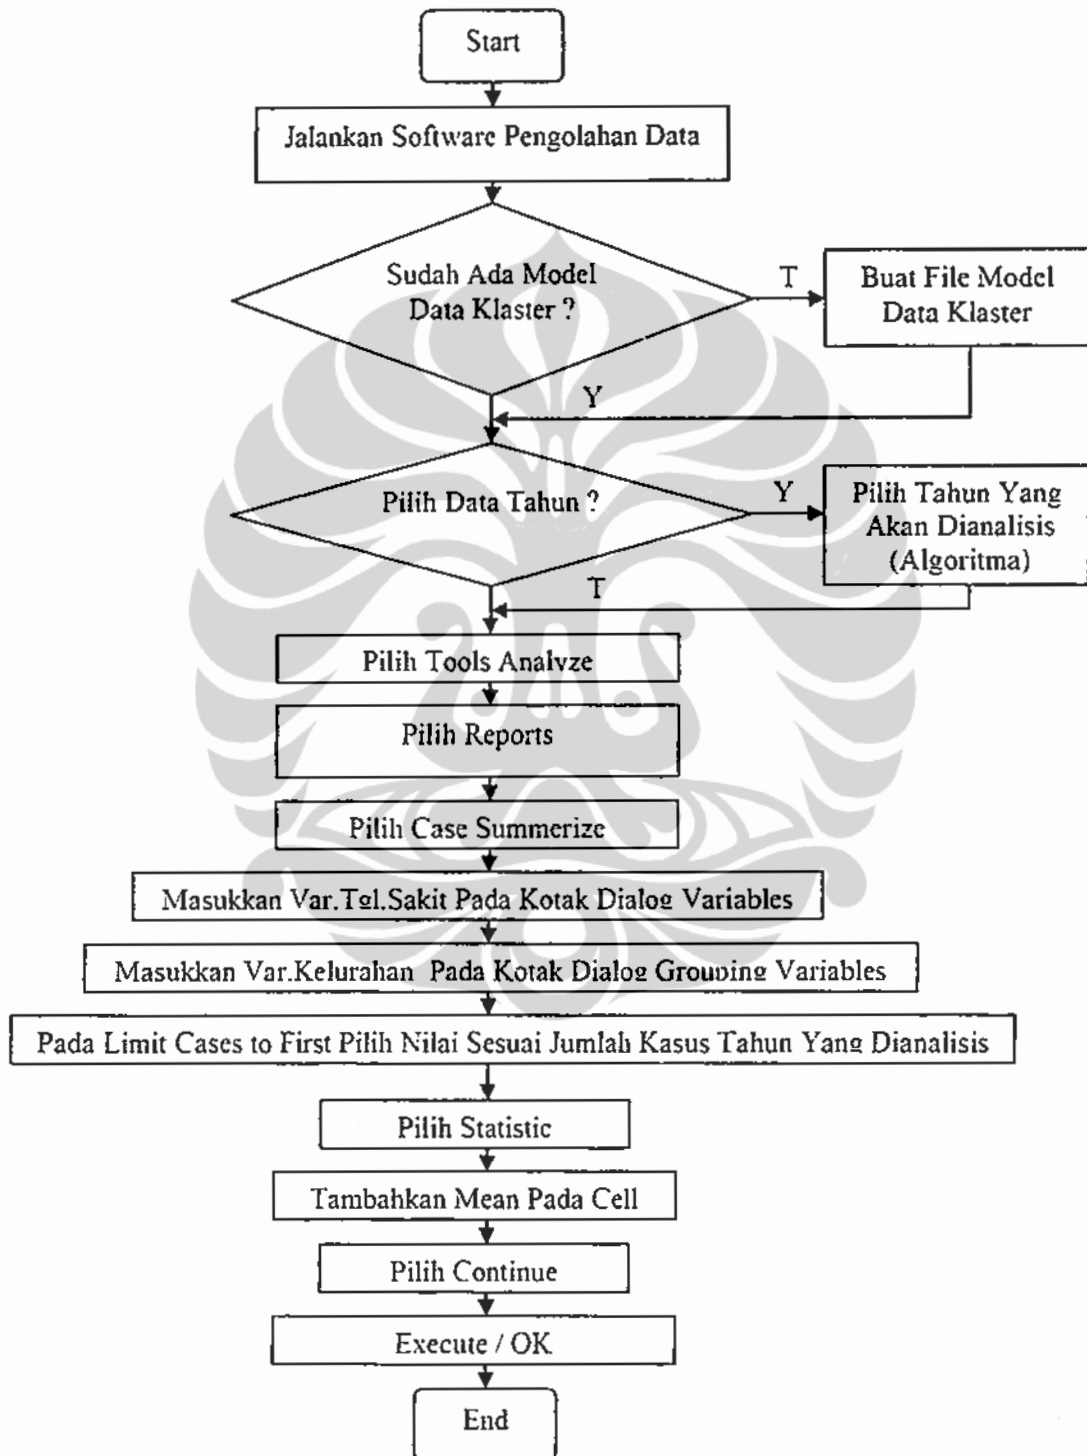 Start
Jalankan Software Pengolahan Data
Sudah Ada Model
Data Klaster ?
T
Buat File Model
Data Klaster
Y
Pilih Data Tahun ?
Y
Pilih Tahun Yang
Akan Dianalisis
(Algoritma)
T
Pilih Tools Analyze
Pilih Reports
Pilih Case Summerize
Masukkan Var.Tgl.Sakit Pada Kotak Dialog Variables
Masukkan Var.Kelurahan Pada Kotak Dialog Grouping Variables
Pada Limit Cases to First Pilih Nilai Sesuai Jumlah Kasus Tahun Yang Dianalisis
Pilih Statistic
Tambahkan Mean Pada Cell
Pilih Continue
Execute / OK
End